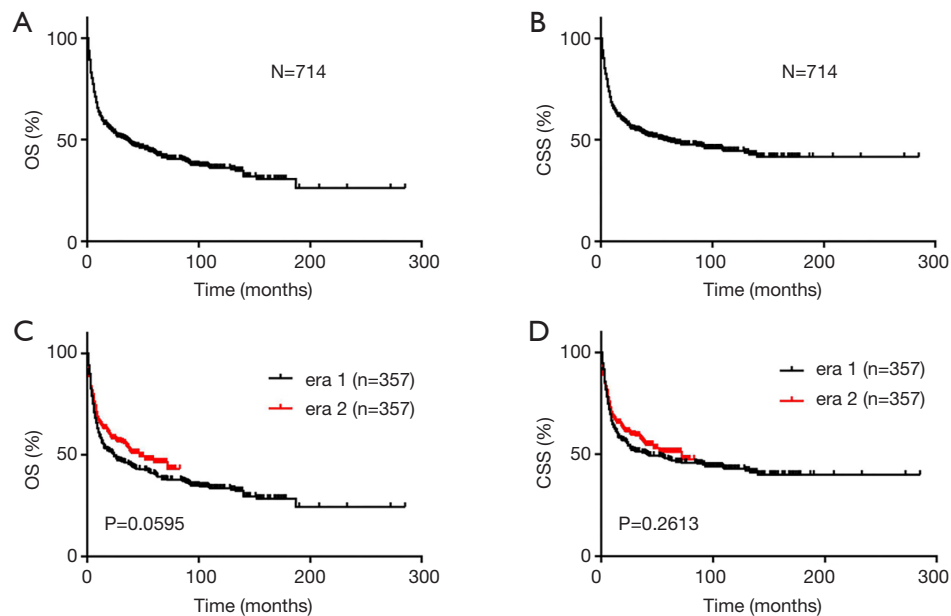 A
100
50
0
OS (%)
N=714
0 100 200 300
Time (months)
B
100
50
0
CSS (%)
N=714
0 100 200 300
Time (months)
C
100
50
0
OS (%)
era 1 (n=357)
era 2 (n=357)
P=0.0595
0 100 200 300
Time (months)
D
100
50
0
CSS (%)
era 1 (n=357)
era 2 (n=357)
P=0.2613
0 100 200 300
Time (months)